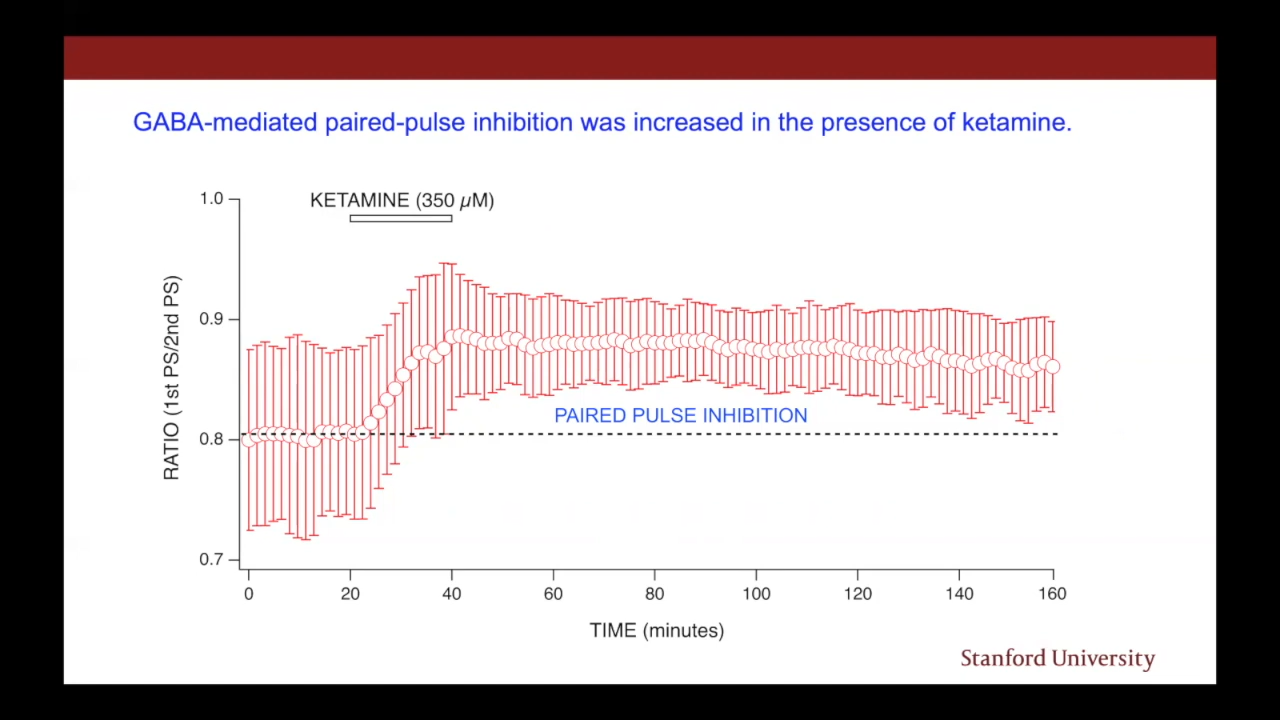 GABA-mediated paired-pulse inhibition was increased in the presence of ketamine.
KETAMINE (350 µM)
1.0
0.9
0.8
0.7
RATIO (1st PS/2nd PS)
PAIRED PULSE INHIBITION
0 20 40 60 80 100 120 140 160
TIME (minutes)
Stanford University